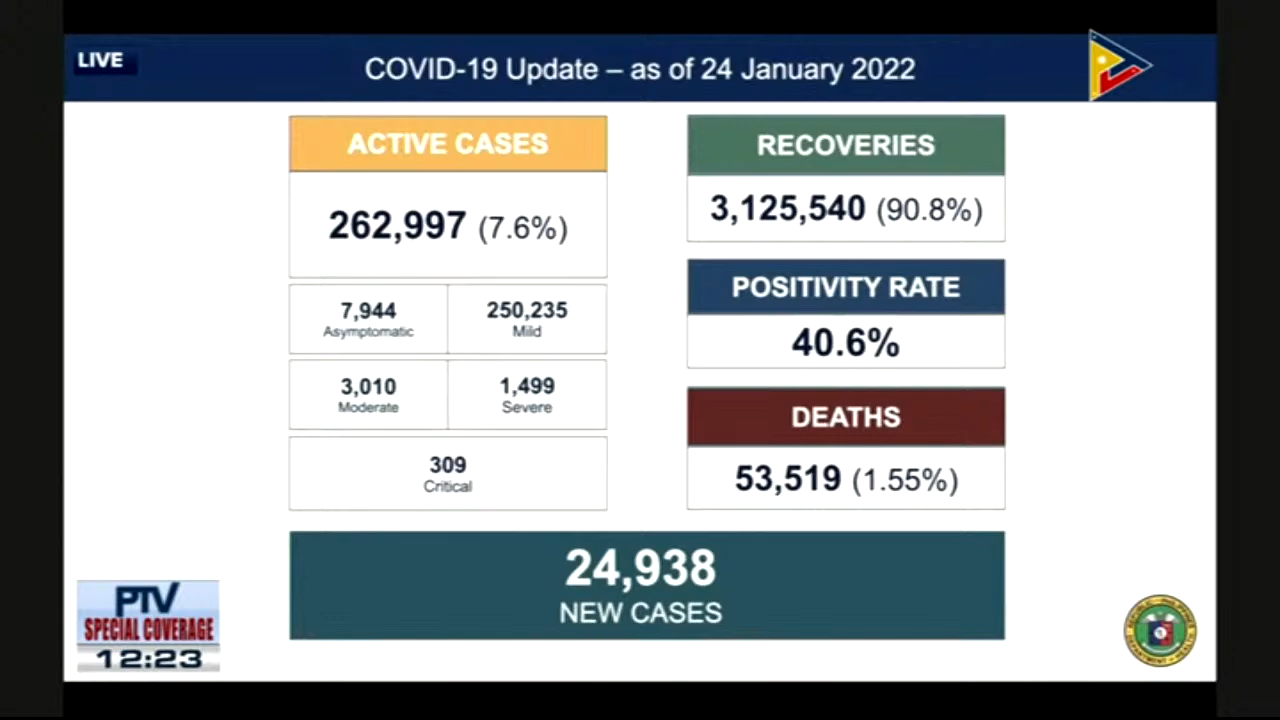 LIVE
COVID-19 Update – as of 24 January 2022
ACTIVE CASES
262,997 (7.6%)
7,944
Asymptomatic
250,235
Mild
3,010
Moderate
1,499
Severe
309
Critical
RECOVERIES
3,125,540 (90.8%)
POSITIVITY RATE
40.6%
DEATHS
53,519 (1.55%)
24,938
NEW CASES
PTV
SPECIAL COVERAGE
12:23